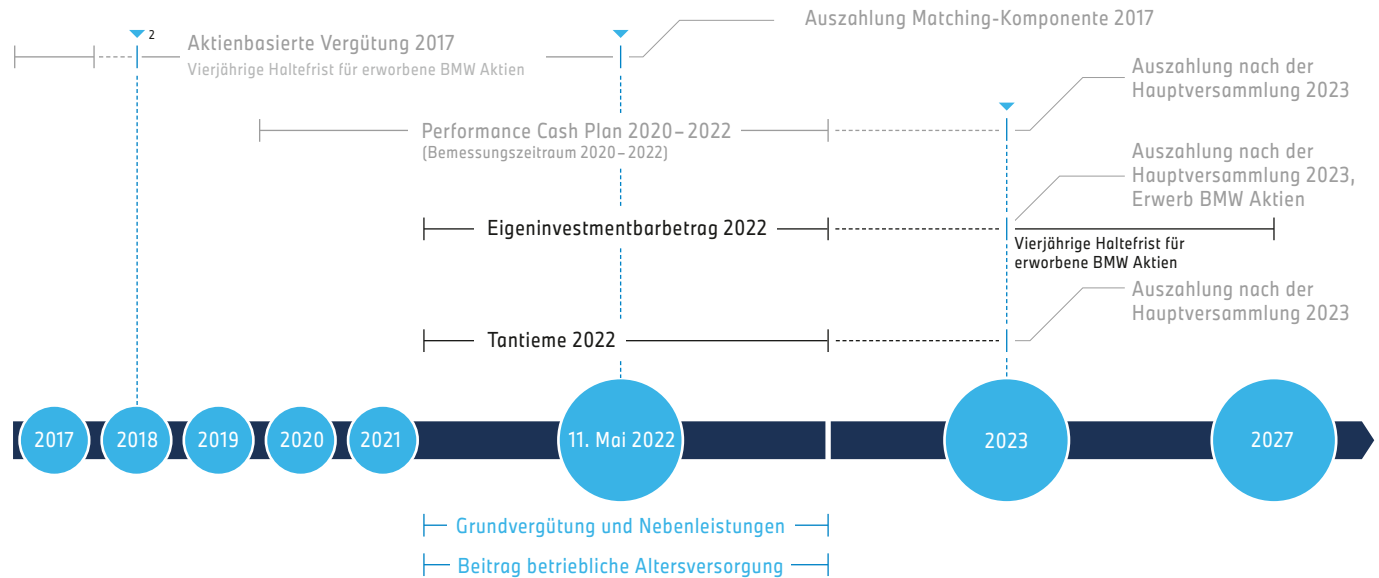 Auszahlung Matching-Komponente 2017
2
Aktienbasierte Vergütung 2017
Vierjährige Haltefrist für erworbene BMW Aktien
Auszahlung nach der
Hauptversammlung 2023
Performance Cash Plan 2020–2022
(Bemessungszeitraum 2020–2022)
Auszahlung nach der
Hauptversammlung 2023,
Erwerb BMW Aktien
Eigeninvestmentbarbetrag 2022
Vierjährige Haltefrist für
erworbene BMW Aktien
Auszahlung nach der
Hauptversammlung 2023
Tantieme 2022
2017 2018 2019 2020 2021 11. Mai 2022 2023 2027
Grundvergütung und Nebenleistungen
Beitrag betriebliche Altersversorgung